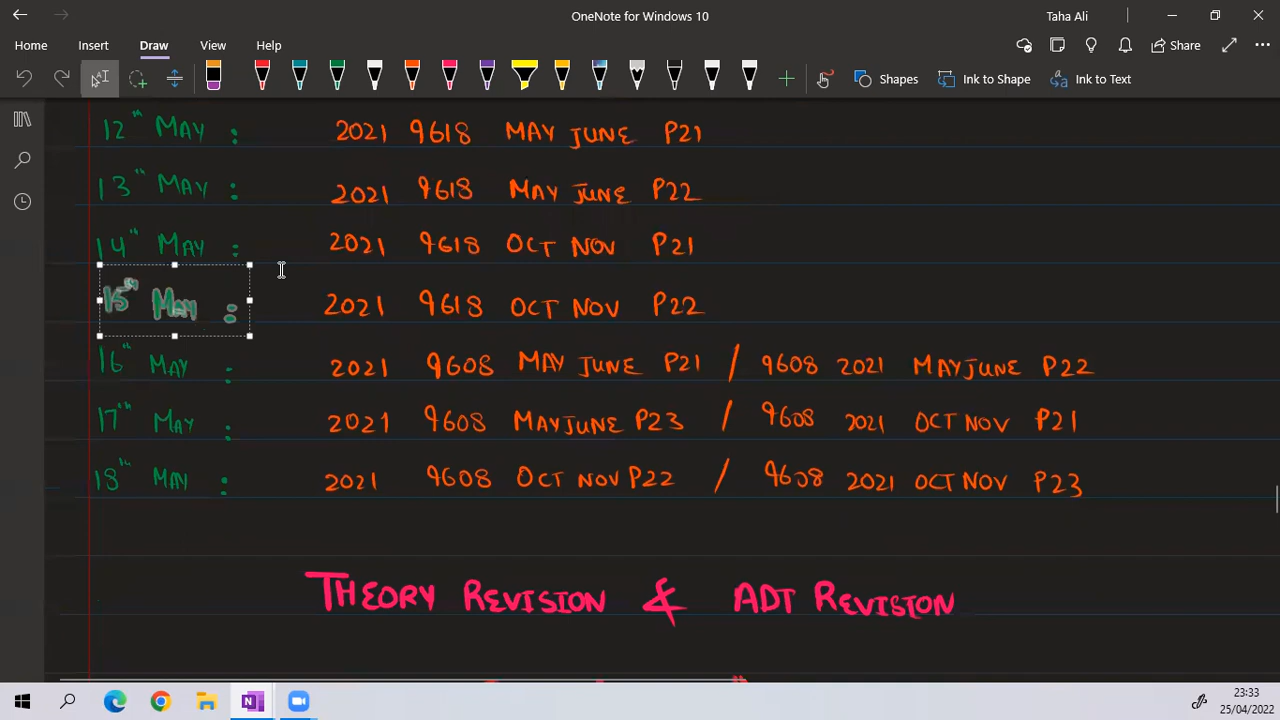 OneNote for Windows 10
Taha Ali
Home Insert Draw View Help
Share
Shapes Ink to Shape Ink to Text
12th MAY : 2021 9618 MAY JUNE P21
13th MAY : 2021 9618 MAY JUNE P22
14th MAY : 2021 9618 OCT NOV P21
15th MAY : 2021 9618 OCT NOV P22
16th MAY : 2021 9608 MAY JUNE P21 / 9608 2021 MAYJUNE P22
17th MAY : 2021 9608 MAYJUNE P23 / 9608 2021 OCT NOV P21
18th MAY : 2021 9608 OCT NOV P22 / 9608 2021 OCT NOV P23
THEORY REVISION & ADT REVISION
23:33
25/04/2022